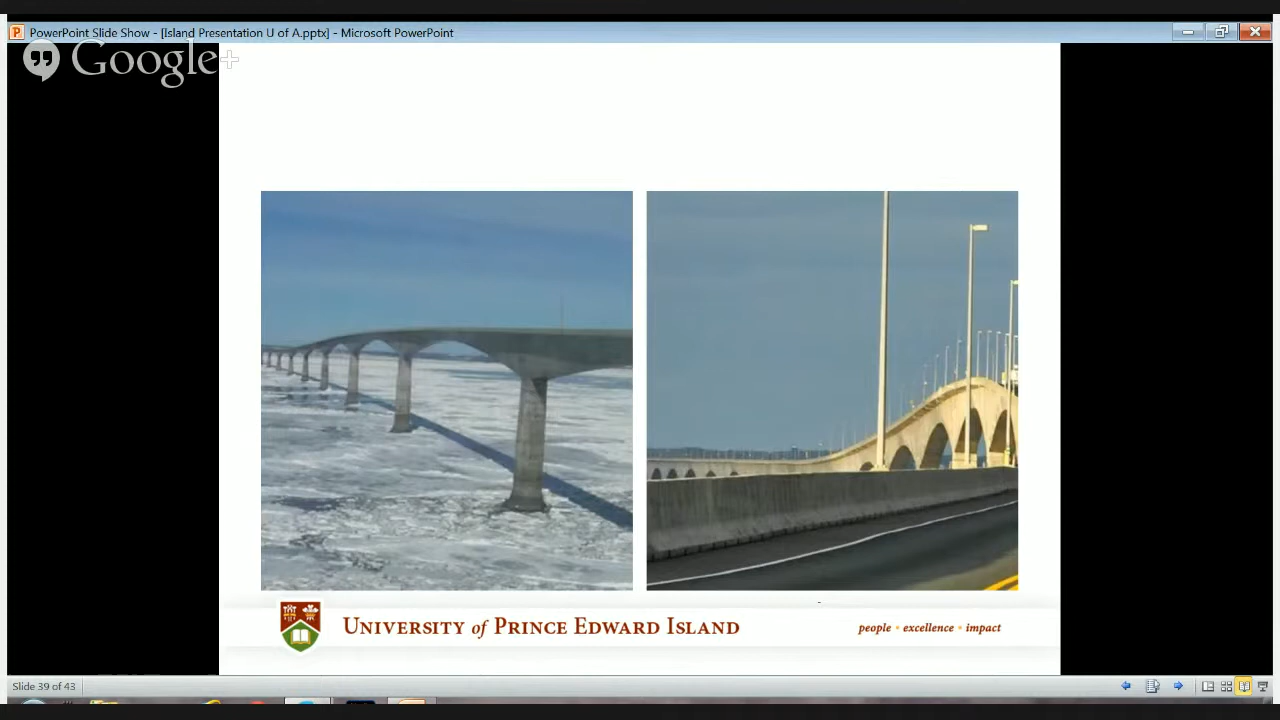 PowerPoint Slide Show - [Island Presentation U of A.pptx] - Microsoft PowerPoint
Google+
UNIVERSITY of PRINCE EDWARD ISLAND
people • excellence • impact
Slide 39 of 43